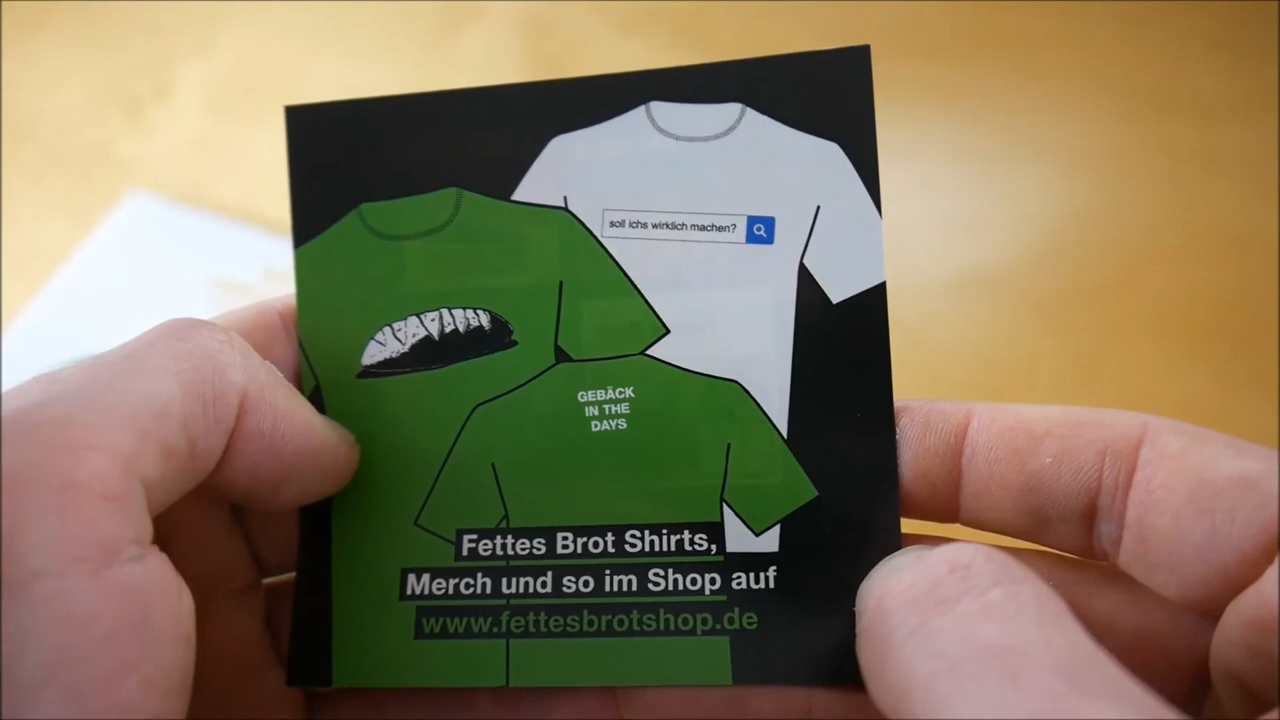 soll ichs wirklich machen?
GEBÄCK
IN THE
DAYS
Fettes Brot Shirts,
Merch und so im Shop auf
www.fettesbrotshop.de